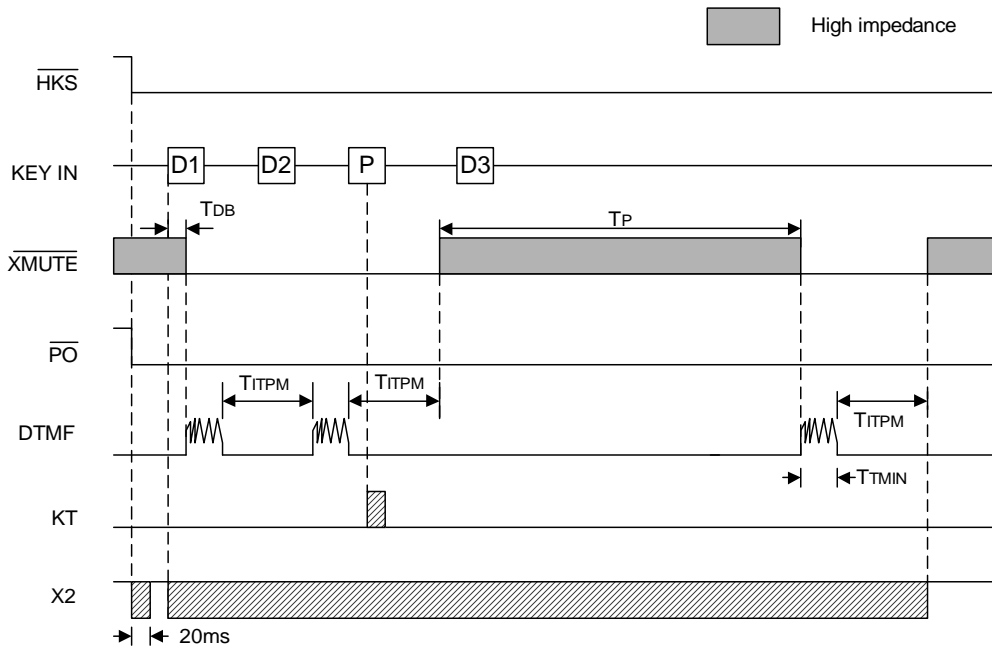 High impedance
HKS
KEY IN
D1
D2
P
D3
TDB
TP
XMUTE
PO
TITPM
TITPM
TITPM
DTMF
TTMIN
KT
X2
20ms